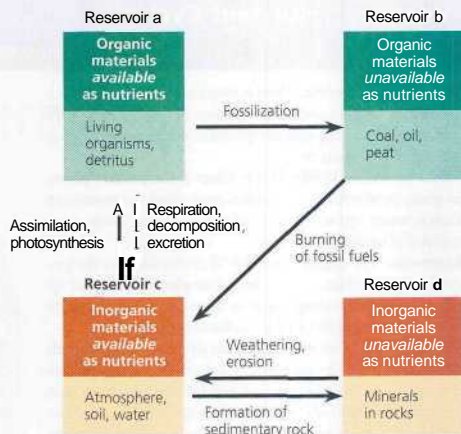 Reservoir a
Organic
materials
available
as nutrients
Living
organisms,
detritus
Fossilization
Reservoir b
Organic
materials
unavailable
as nutrients
Coal, oil,
peat
Assimilation,
photosynthesis
A I Respiration,
decomposition,
excretion
If
Burning
of fossil fuels
Reservoir c
Inorganic
materials
available
as nutrients
Atmosphere,
soil, water
Weathering,
erosion
Formation of
sedimentary rock
Reservoir d
Inorganic
materials
unavailable
as nutrients
Minerals
in rocks